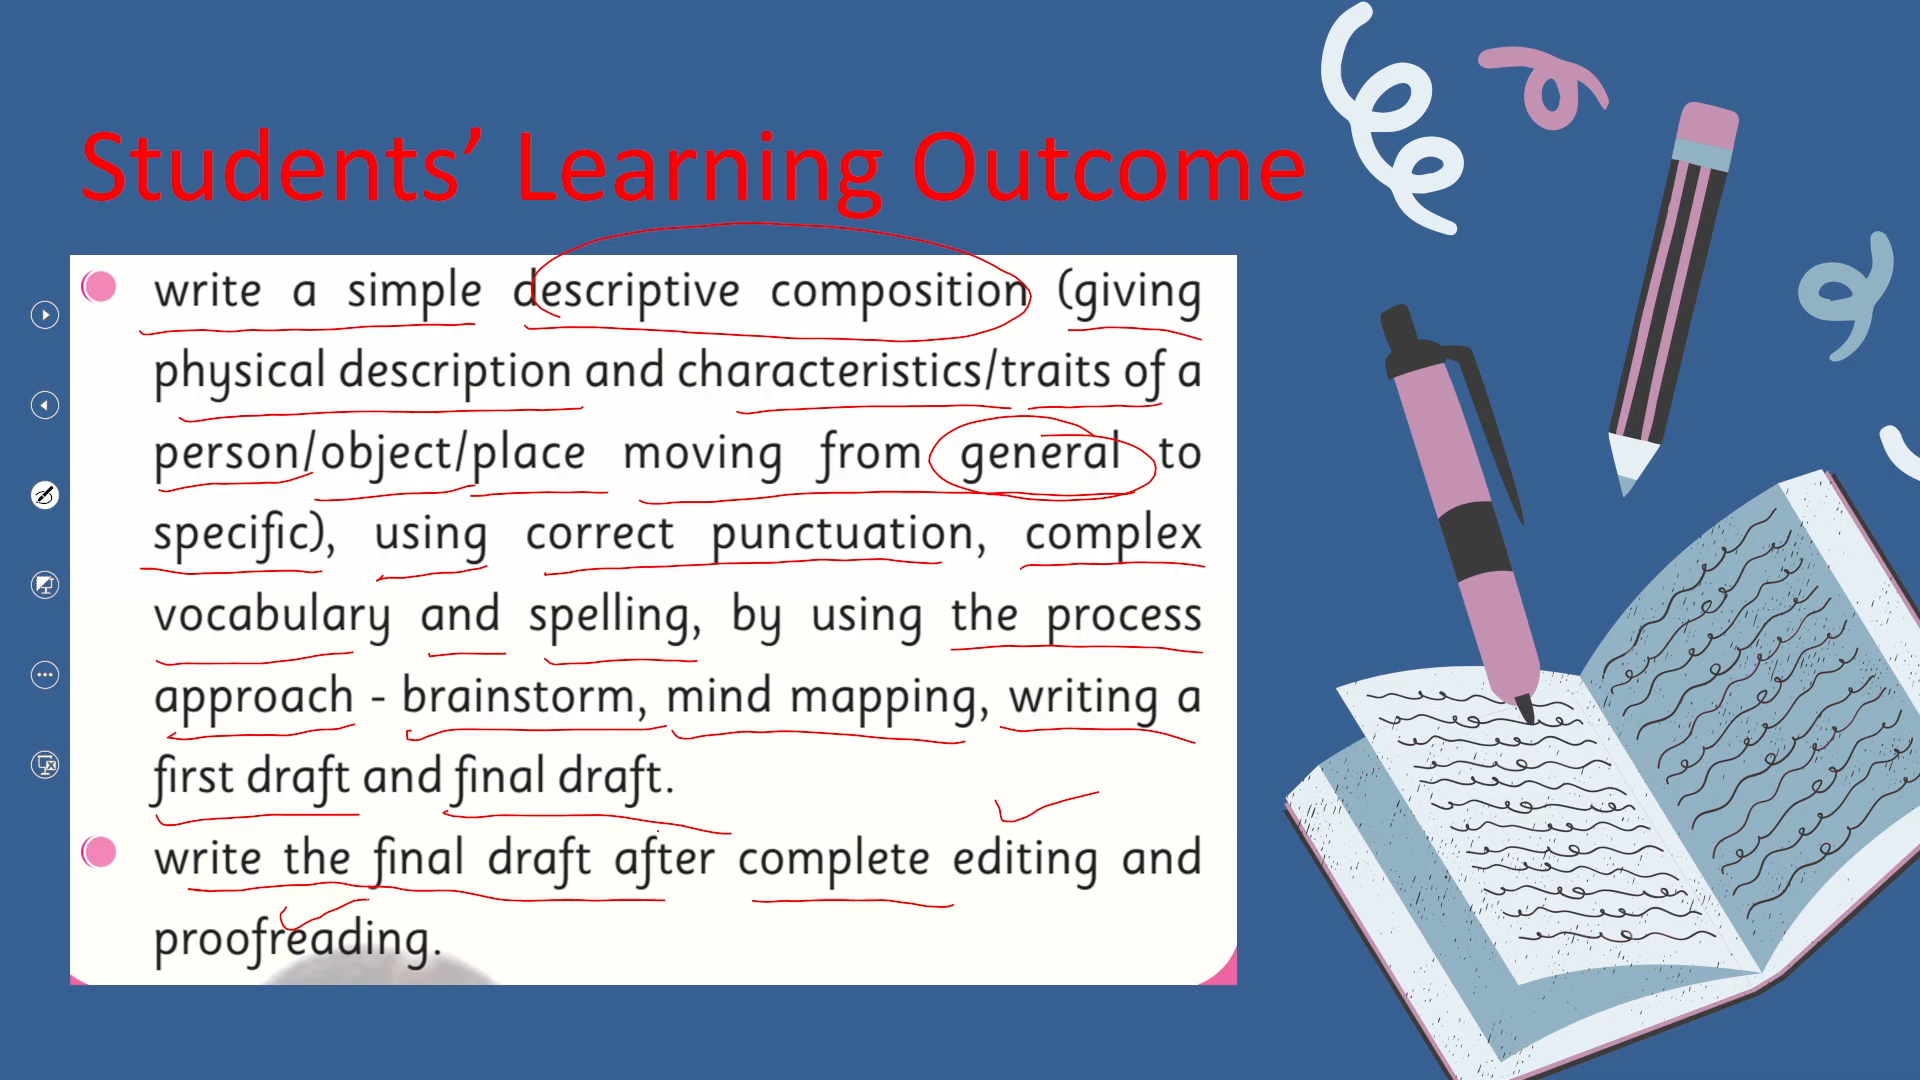 Students’ Learning Outcome
write a simple descriptive composition (giving
physical description and characteristics/traits of a
person/object/place moving from general to
specific), using correct punctuation, complex
vocabulary and spelling, by using the process
approach - brainstorm, mind mapping, writing a
first draft and final draft.
write the final draft after complete editing and
proofreading.